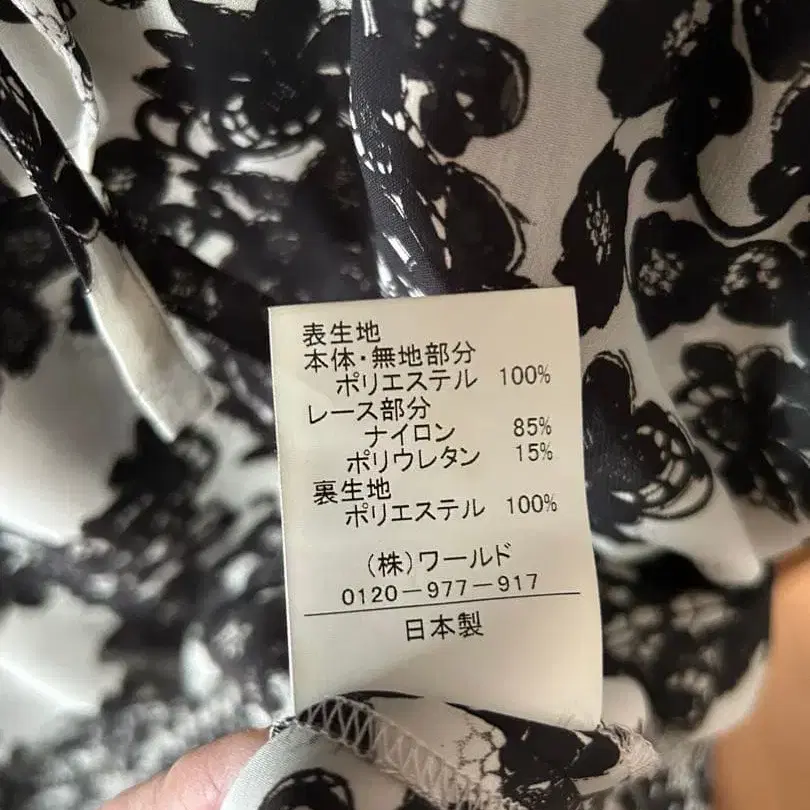 表生地
本体・無地部分
ポリエステル 100%
レース部分
ナイロン 85%
ポリウレタン 15%
裏生地
ポリエステル 100%
(株)ワールド
0120-977-917
日本製